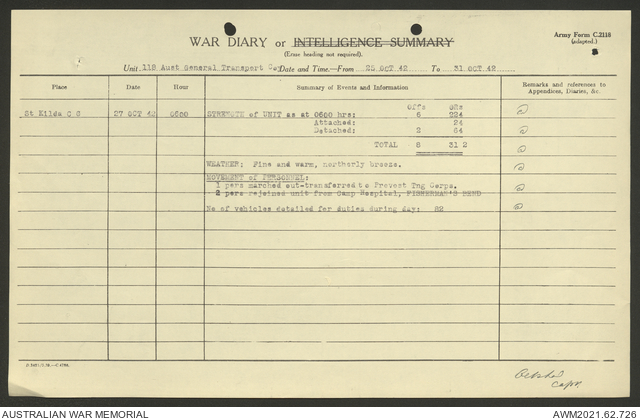 Army Form C.2118
(adapted.)
WAR DIARY or INTELLIGENCE SUMMARY
(Erase heading not required).
Unit 119 Aust General Transport Coy Date and Time.—From 25 OCT 42 To 31 OCT 42
Place Date Hour Summary of Events and Information Remarks and references to Appendices, Diaries, &c.
St Kilda C S 27 OCT 42 0600 STRENGTH of UNIT as at 0600 hrs: Offs ORs
6 224
Attached: 24
Detached: 2 64
TOTAL 8 312
WEATHER: Fine and warm, northerly breeze.
MOVEMENT of PERSONNEL:
1 pers marched out-transferred to Provost Tng Corps.
2 pers rejoined unit from Camp Hospital, FISHERMAN'S BEND
No of vehicles detailed for duties during day: 82
Capt
AUSTRALIAN WAR MEMORIAL AWM2021.62.726